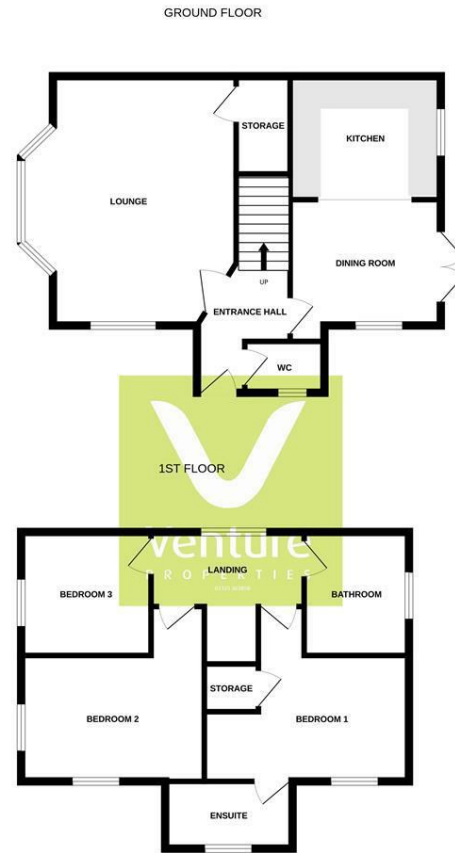 GROUND FLOOR
STORAGE
KITCHEN
LOUNGE
DINING ROOM
UP
ENTRANCE HALL
WC
1ST FLOOR
Venture
PROPERTIES
LANDING
BEDROOM 3
BATHROOM
STORAGE
BEDROOM 2
BEDROOM 1
ENSUITE